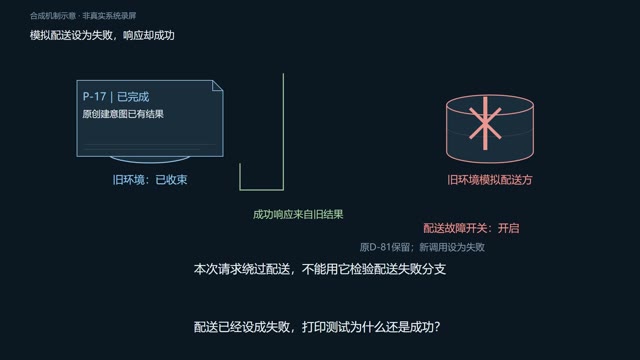 合成机制示意 · 非真实系统录屏
模拟配送设为失败，响应却成功
P-17 | 已完成
原创建意图已有结果
旧环境：已收束
旧环境模拟配送方
成功响应来自旧结果
配送故障开关：开启
原D-81保留；新调用设为失败
本次请求绕过配送，不能用它检验配送失败分支
配送已经设成失败，打印测试为什么还是成功？